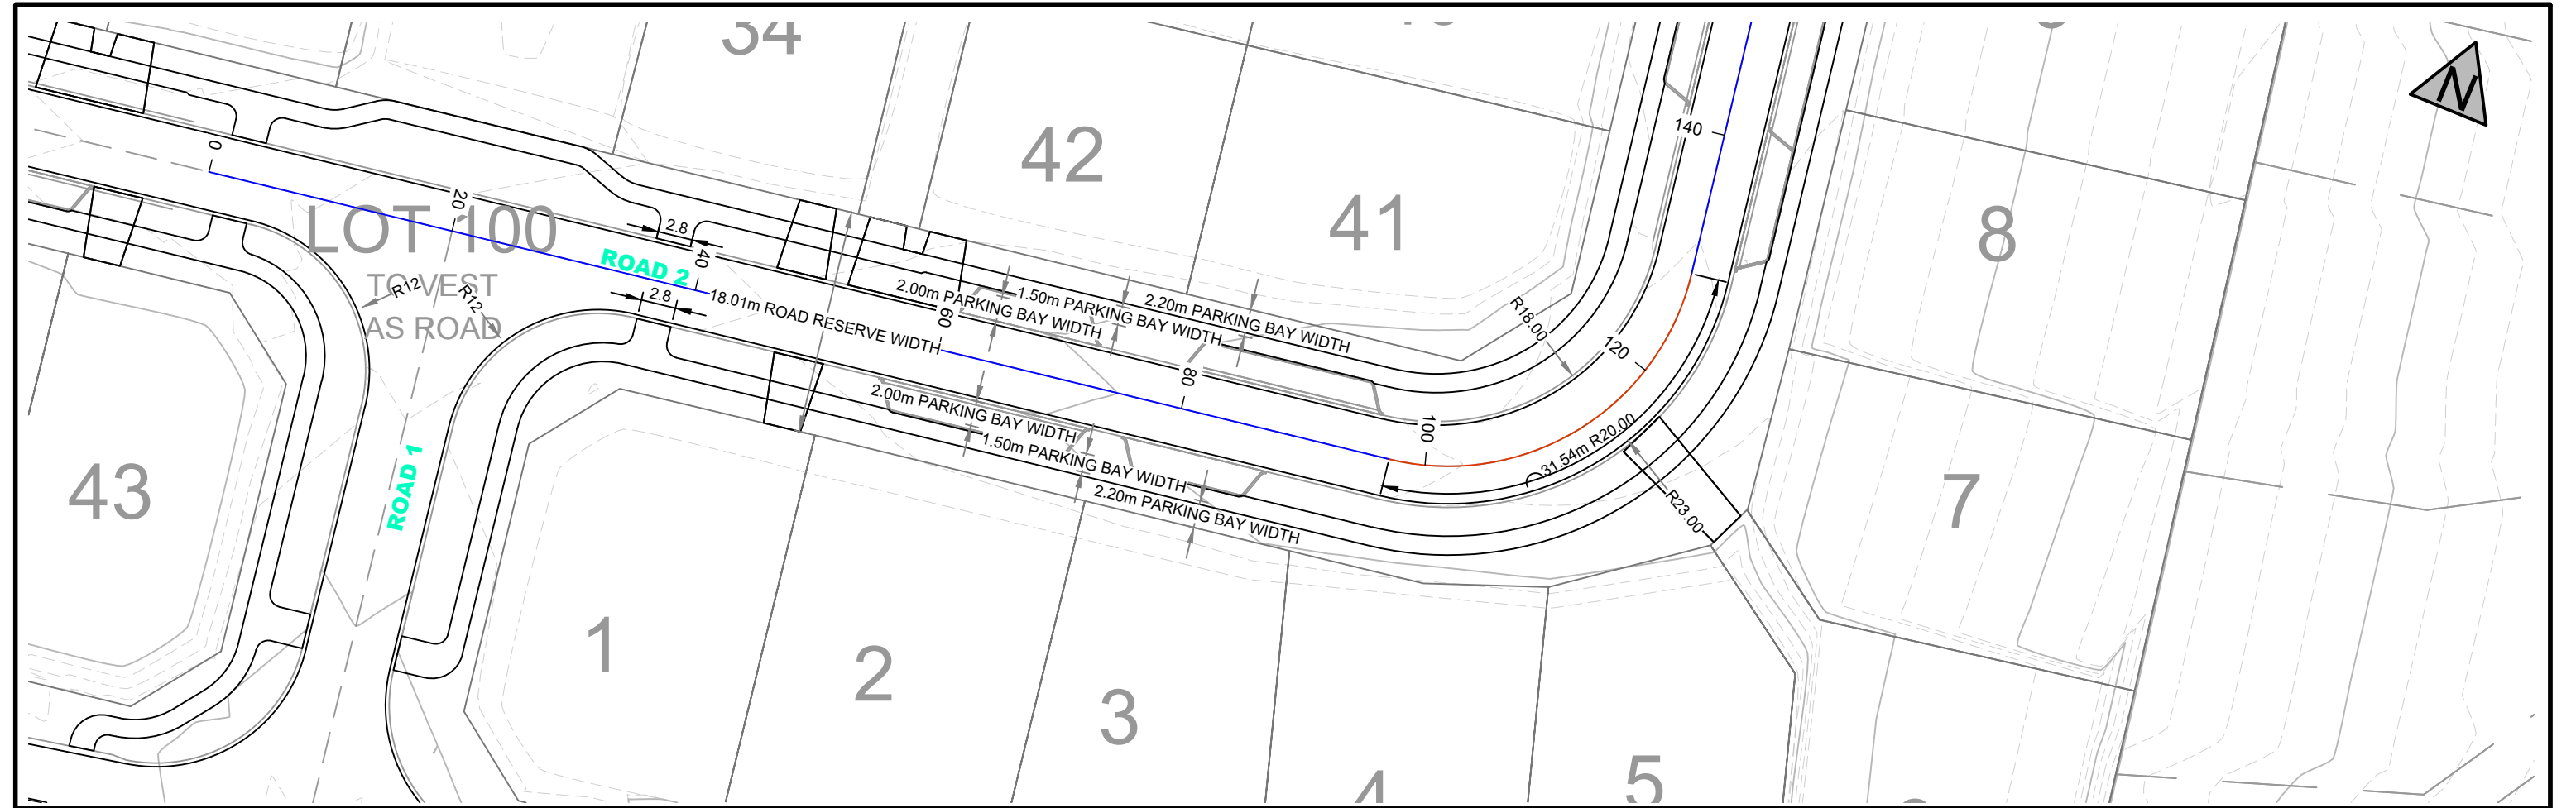 34
42
41
140
8
N
0
20
LOT 100
TO VEST
AS ROAD
ROAD 2
2.8
40
2.8
R12
R12
18.01m ROAD RESERVE WIDTH
60
2.00m PARKING BAY WIDTH
1.50m PARKING BAY WIDTH
2.20m PARKING BAY WIDTH
R18.00
120
80
100
2.00m PARKING BAY WIDTH
1.50m PARKING BAY WIDTH
2.20m PARKING BAY WIDTH
31.54m R20.00
R23.00
ROAD 1
43
7
1
2
3
4
5